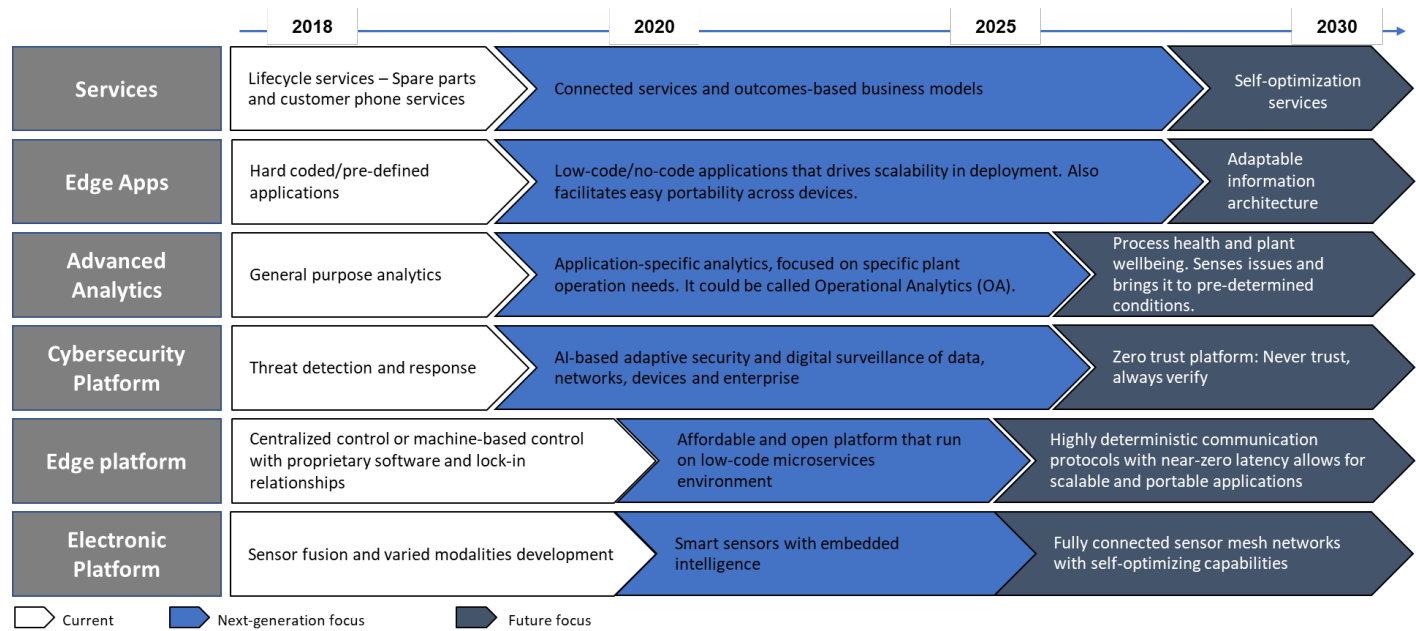 2018
2020
2025
2030
Services
Lifecycle services – Spare parts
and customer phone services
Connected services and outcomes-based business models
Self-optimization
services
Edge Apps
Hard coded/pre-defined
applications
Low-code/no-code applications that drives scalability in deployment. Also
facilitates easy portability across devices.
Adaptable
information
architecture
Advanced
Analytics
General purpose analytics
Application-specific analytics, focused on specific plant
operation needs. It could be called Operational Analytics (OA).
Process health and plant
wellbeing. Senses issues and
brings it to pre-determined
conditions.
Cybersecurity
Platform
Threat detection and response
AI-based adaptive security and digital surveillance of data,
networks, devices and enterprise
Zero trust platform: Never trust,
always verify
Edge platform
Centralized control or machine-based control
with proprietary software and lock-in
relationships
Affordable and open platform that run
on low-code microservices
environment
Highly deterministic communication
protocols with near-zero latency allows for
scalable and portable applications
Electronic
Platform
Sensor fusion and varied modalities development
Smart sensors with embedded
intelligence
Fully connected sensor mesh networks
with self-optimizing capabilities
Current
Next-generation focus
Future focus